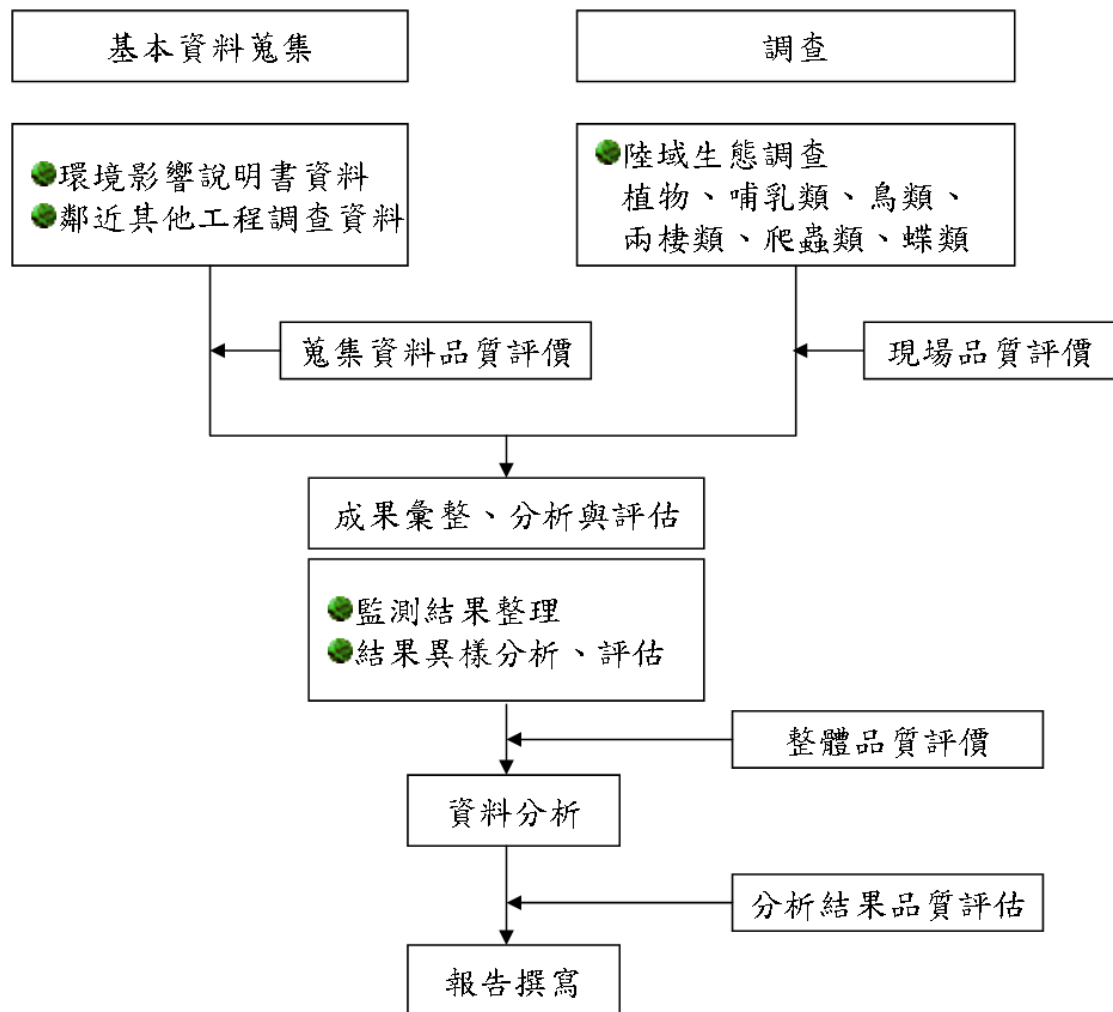 基本資料蒐集
調查
環境影響說明書資料
鄰近其他工程調查資料
陸域生態調查
植物、哺乳類、鳥類、
兩棲類、爬蟲類、蝶類
蒐集資料品質評價
現場品質評價
成果彙整、分析與評估
監測結果整理
結果異樣分析、評估
整體品質評價
資料分析
分析結果品質評估
報告撰寫